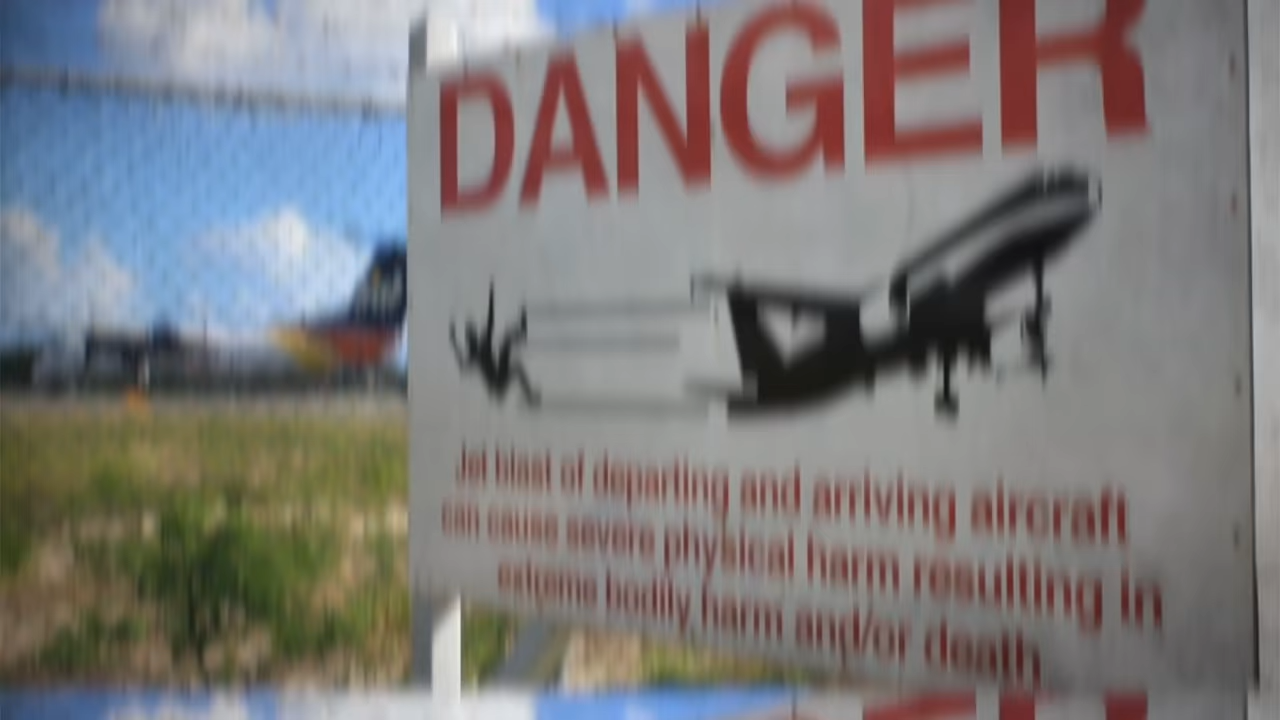 DANGER
Jet blast of departing and arriving aircraft
can cause severe physical harm resulting in
extreme bodily harm and/or death